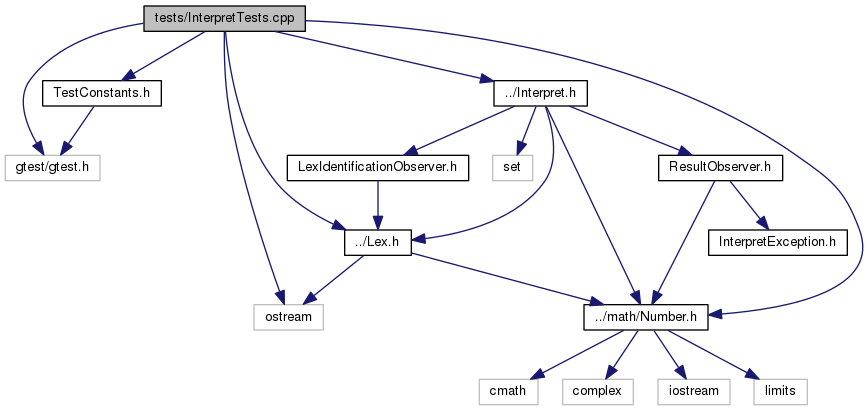 tests/InterpretTests.cpp
TestConstants.h
../Interpret.h
gtest/gtest.h
LexIdentificationObserver.h
set
ResultObserver.h
../Lex.h
InterpretException.h
ostream
../math/Number.h
cmath
complex
iostream
limits